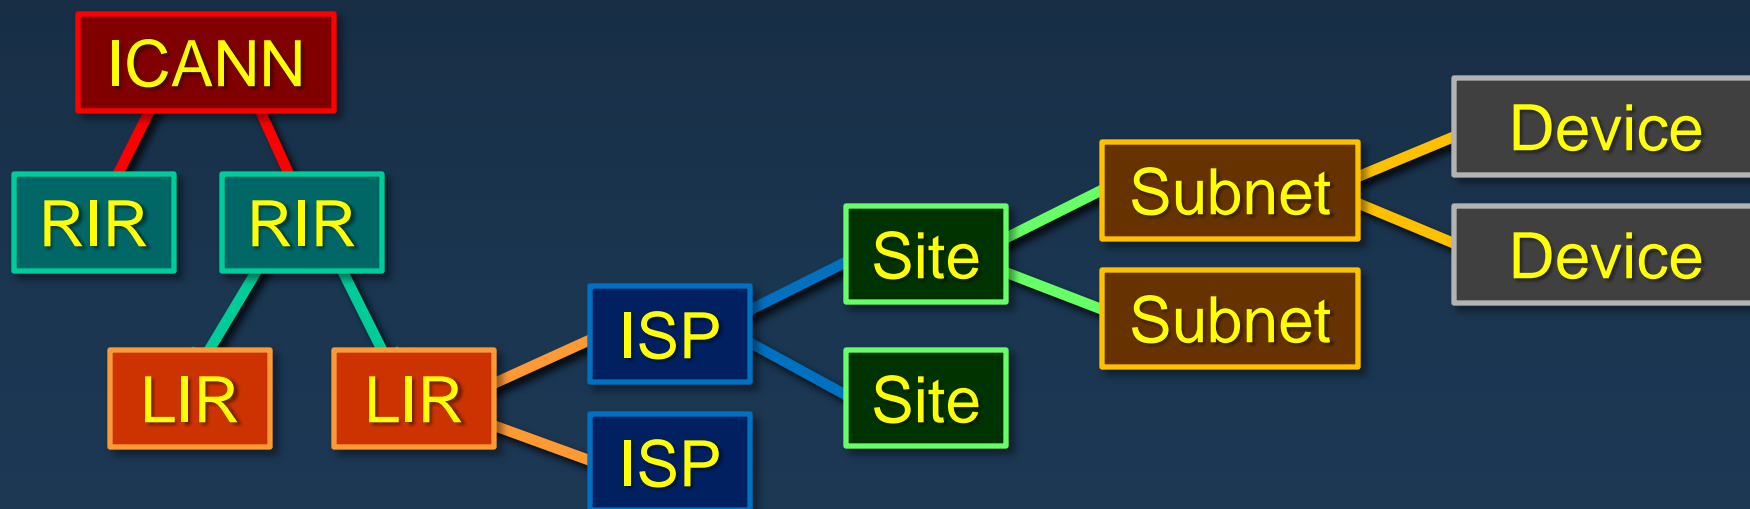 ICANN
RIR
RIR
LIR
LIR
ISP
ISP
Site
Site
Subnet
Subnet
Device
Device